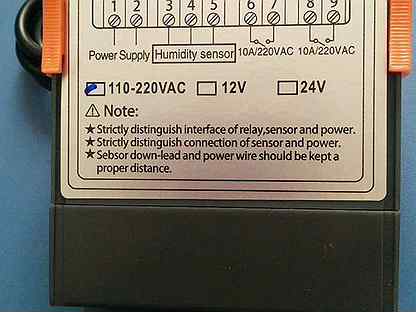 1 2 3 4 5 6 7 8 9
Power Supply Humidity sensor 10A/220VAC 10A/220VAC
110-220VAC 12V 24V
⚠ Note:
★Strictly distinguish interface of relay,sensor and power.
★Strictly distinguish connection of sensor and power.
★Sebsor down-lead and power wire should be kept a
proper distance.